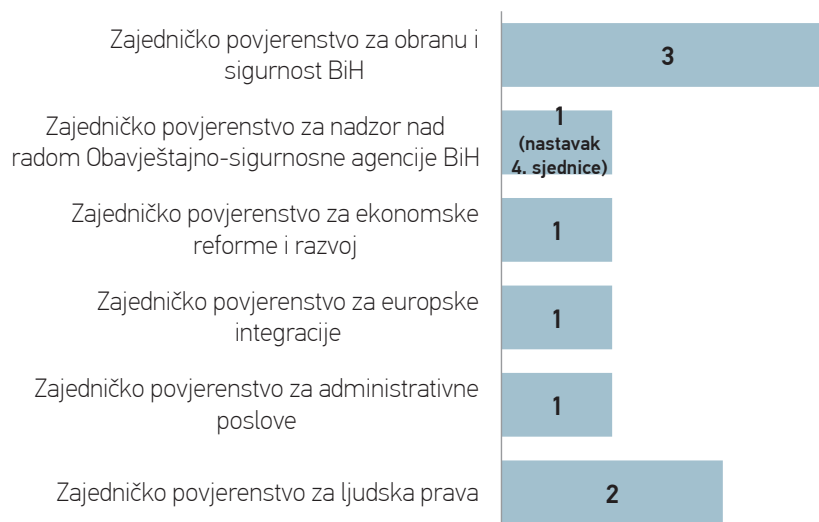 Zajedničko povjerenstvo za obranu i
sigurnost BiH
3
Zajedničko povjerenstvo za nadzor nad
radom Obavještajno-sigurnosne agencije BiH
1
(nastavak
4. sjednice)
Zajedničko povjerenstvo za ekonomske
reforme i razvoj
1
Zajedničko povjerenstvo za europske
integracije
1
Zajedničko povjerenstvo za administrativne
poslove
1
Zajedničko povjerenstvo za ljudska prava
2